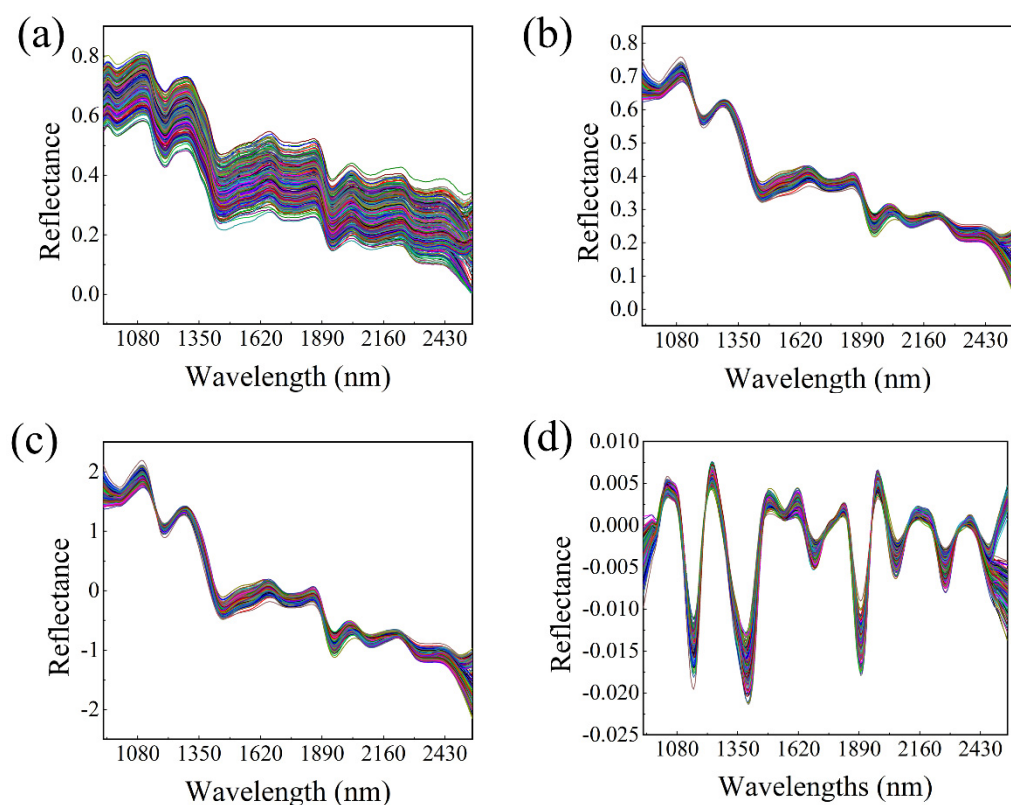 (a)
0.8
0.6
0.4
0.2
0.0
Reflectance
1080 1350 1620 1890 2160 2430
Wavelength (nm)
(b)
0.8
0.7
0.6
0.5
0.4
0.3
0.2
0.1
0.0
Reflectance
1080 1350 1620 1890 2160 2430
Wavelength (nm)
(c)
2
1
0
-1
-2
Reflectance
1080 1350 1620 1890 2160 2430
Wavelength (nm)
(d)
0.010
0.005
0.000
-0.005
-0.010
-0.015
-0.020
-0.025
Reflectance
1080 1350 1620 1890 2160 2430
Wavelengths (nm)